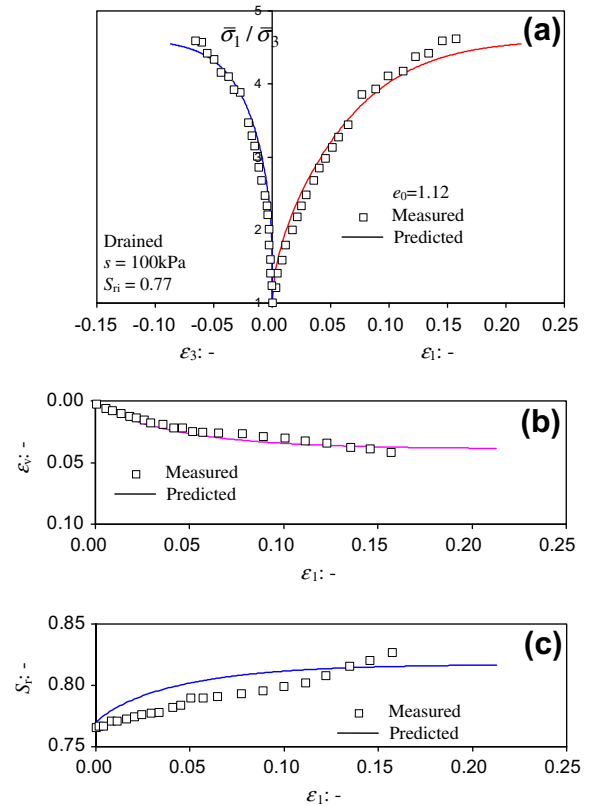 5
σ̄1 / σ̄3
(a)
4
3
e0=1.12
Measured
2
Predicted
Drained
s = 100kPa
Sri = 0.77
1
-0.15 -0.10 -0.05 0.00 0.05 0.10 0.15 0.20 0.25
ε3: -
ε1: -
0.00
(b)
εv: -
0.05
Measured
Predicted
0.10
0.00 0.05 0.10 0.15 0.20 0.25
ε1: -
0.85
(c)
Sr: -
0.80
Measured
Predicted
0.75
0.00 0.05 0.10 0.15 0.20 0.25
ε1: -